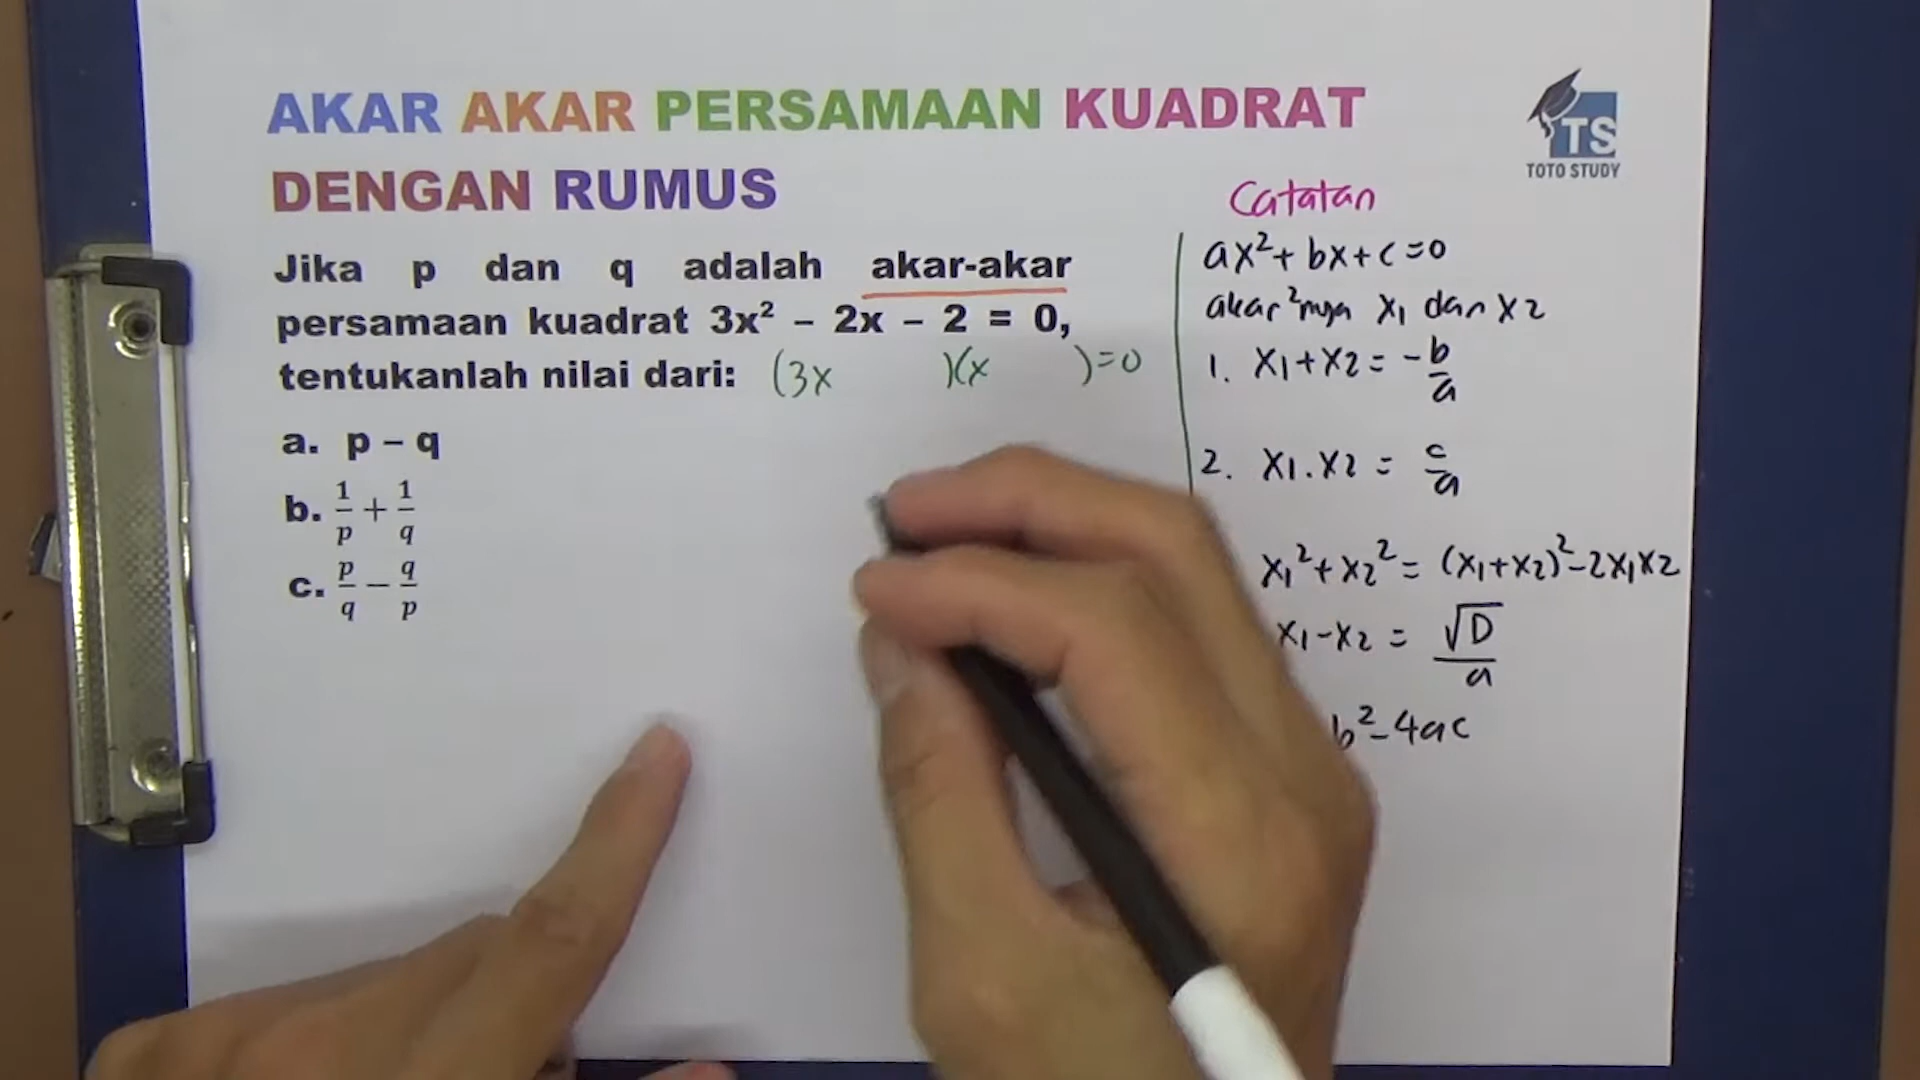 AKAR AKAR PERSAMAAN KUADRAT
DENGAN RUMUS
TS
TOTO STUDY
Jika p dan q adalah akar-akar
persamaan kuadrat 3x² – 2x – 2 = 0,
tentukanlah nilai dari: (3x )(x )=0
a. p – q
b. 1/p + 1/q
c. p/q – q/p
Catatan
ax²+bx+c=0
akar²nya x₁ dan x₂
1. x₁+x₂ = -b/a
2. x₁.x₂ = c/a
x₁²+x₂² = (x₁+x₂)²-2x₁x₂
x₁-x₂ = √D/a
b²-4ac